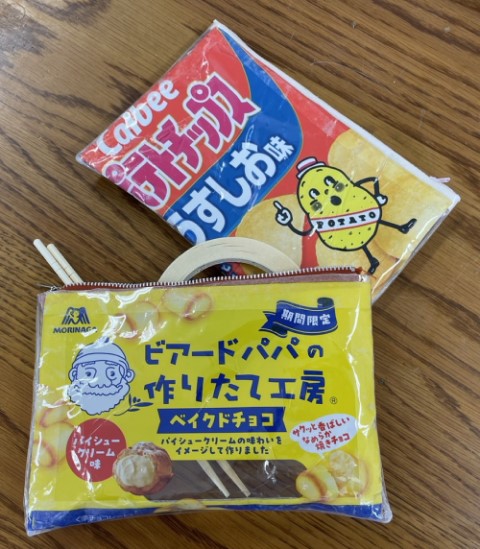 Calbee
ポテトチップス
うすしお味
POTATO
MORINAGA
期間限定
ビアードパパの
作りたて工房®
ベイクドチョコ
パイシュー
クリーム
味
パイシュークリームの味わいを
イメージして作りました
サクッと香ばしい
なめらか
焼きチョコ